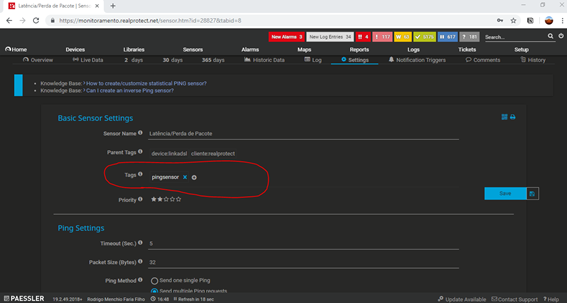 Latência/Perda de Pacote | Sensor
https://monitoramento.realprotect.net/sensor.htm?id=28827&tabid=8
New Alarms 3 New Log Entries 34 4 117 617 181 Search...
Home Devices Libraries Sensors Alarms Maps Reports Logs Tickets Setup
Overview Live Data 2 days 30 days 365 days Historic Data Log Settings Notification Triggers Comments History
Knowledge Base: How to create/customize statistical PING sensor?
Knowledge Base: Can I create an inverse Ping sensor?
Basic Sensor Settings
Sensor Name Latência/Perda de Pacote
Parent Tags device:linkadsl cliente:realprotect
Tags pingsensor
Save
Priority
Ping Settings
Timeout (Sec.) 5
Packet Size (Bytes) 32
Ping Method Send one single Ping
Send multiple Ping requests
PAESSLER 19.2.49.2018+ Rodrigo Menchio Faria Filho 16:48 Refresh in 18 sec Update Available Contact Support Help